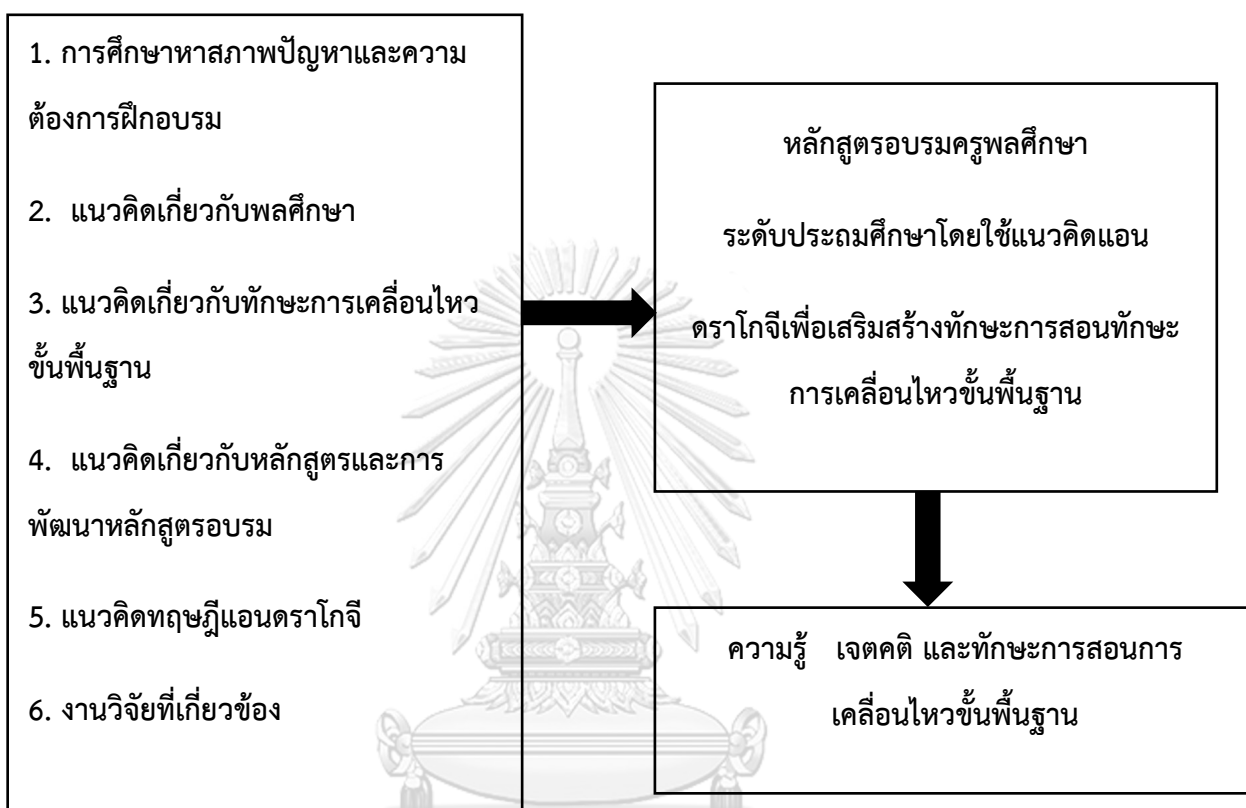 1. การศึกษาหาสภาพปัญหาและความ
ต้องการฝึกอบรม
2. แนวคิดเกี่ยวกับพลศึกษา
3. แนวคิดเกี่ยวกับทักษะการเคลื่อนไหว
ขั้นพื้นฐาน
4. แนวคิดเกี่ยวกับหลักสูตรและการ
พัฒนาหลักสูตรอบรม
5. แนวคิดทฤษฎีแอนดราโกจี
6. งานวิจัยที่เกี่ยวข้อง
หลักสูตรอบรมครูพลศึกษา
ระดับประถมศึกษาโดยใช้แนวคิดแอน
ดราโกจีเพื่อเสริมสร้างทักษะการสอนทักษะ
การเคลื่อนไหวขั้นพื้นฐาน
ความรู้ เจตคติ และทักษะการสอนการ
เคลื่อนไหวขั้นพื้นฐาน